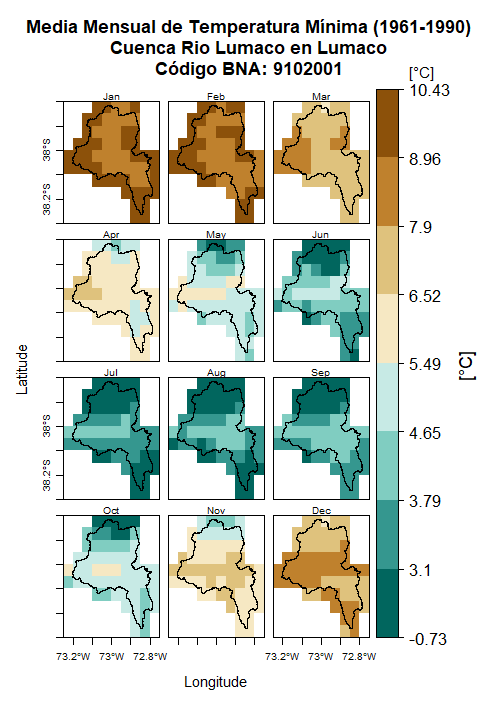 Media Mensual de Temperatura Mínima (1961-1990)
Cuenca Rio Lumaco en Lumaco
Código BNA: 9102001
[°C]
Jan Feb Mar
10.43
8.96
7.9
6.52
5.49
4.65
3.79
3.1
-0.73
[°C]
38°S
38.2°S
Apr May Jun
Latitude
Jul Aug Sep
38°S
38.2°S
Oct Nov Dec
73.2°W 73°W 72.8°W
73.2°W 73°W 72.8°W
Longitude